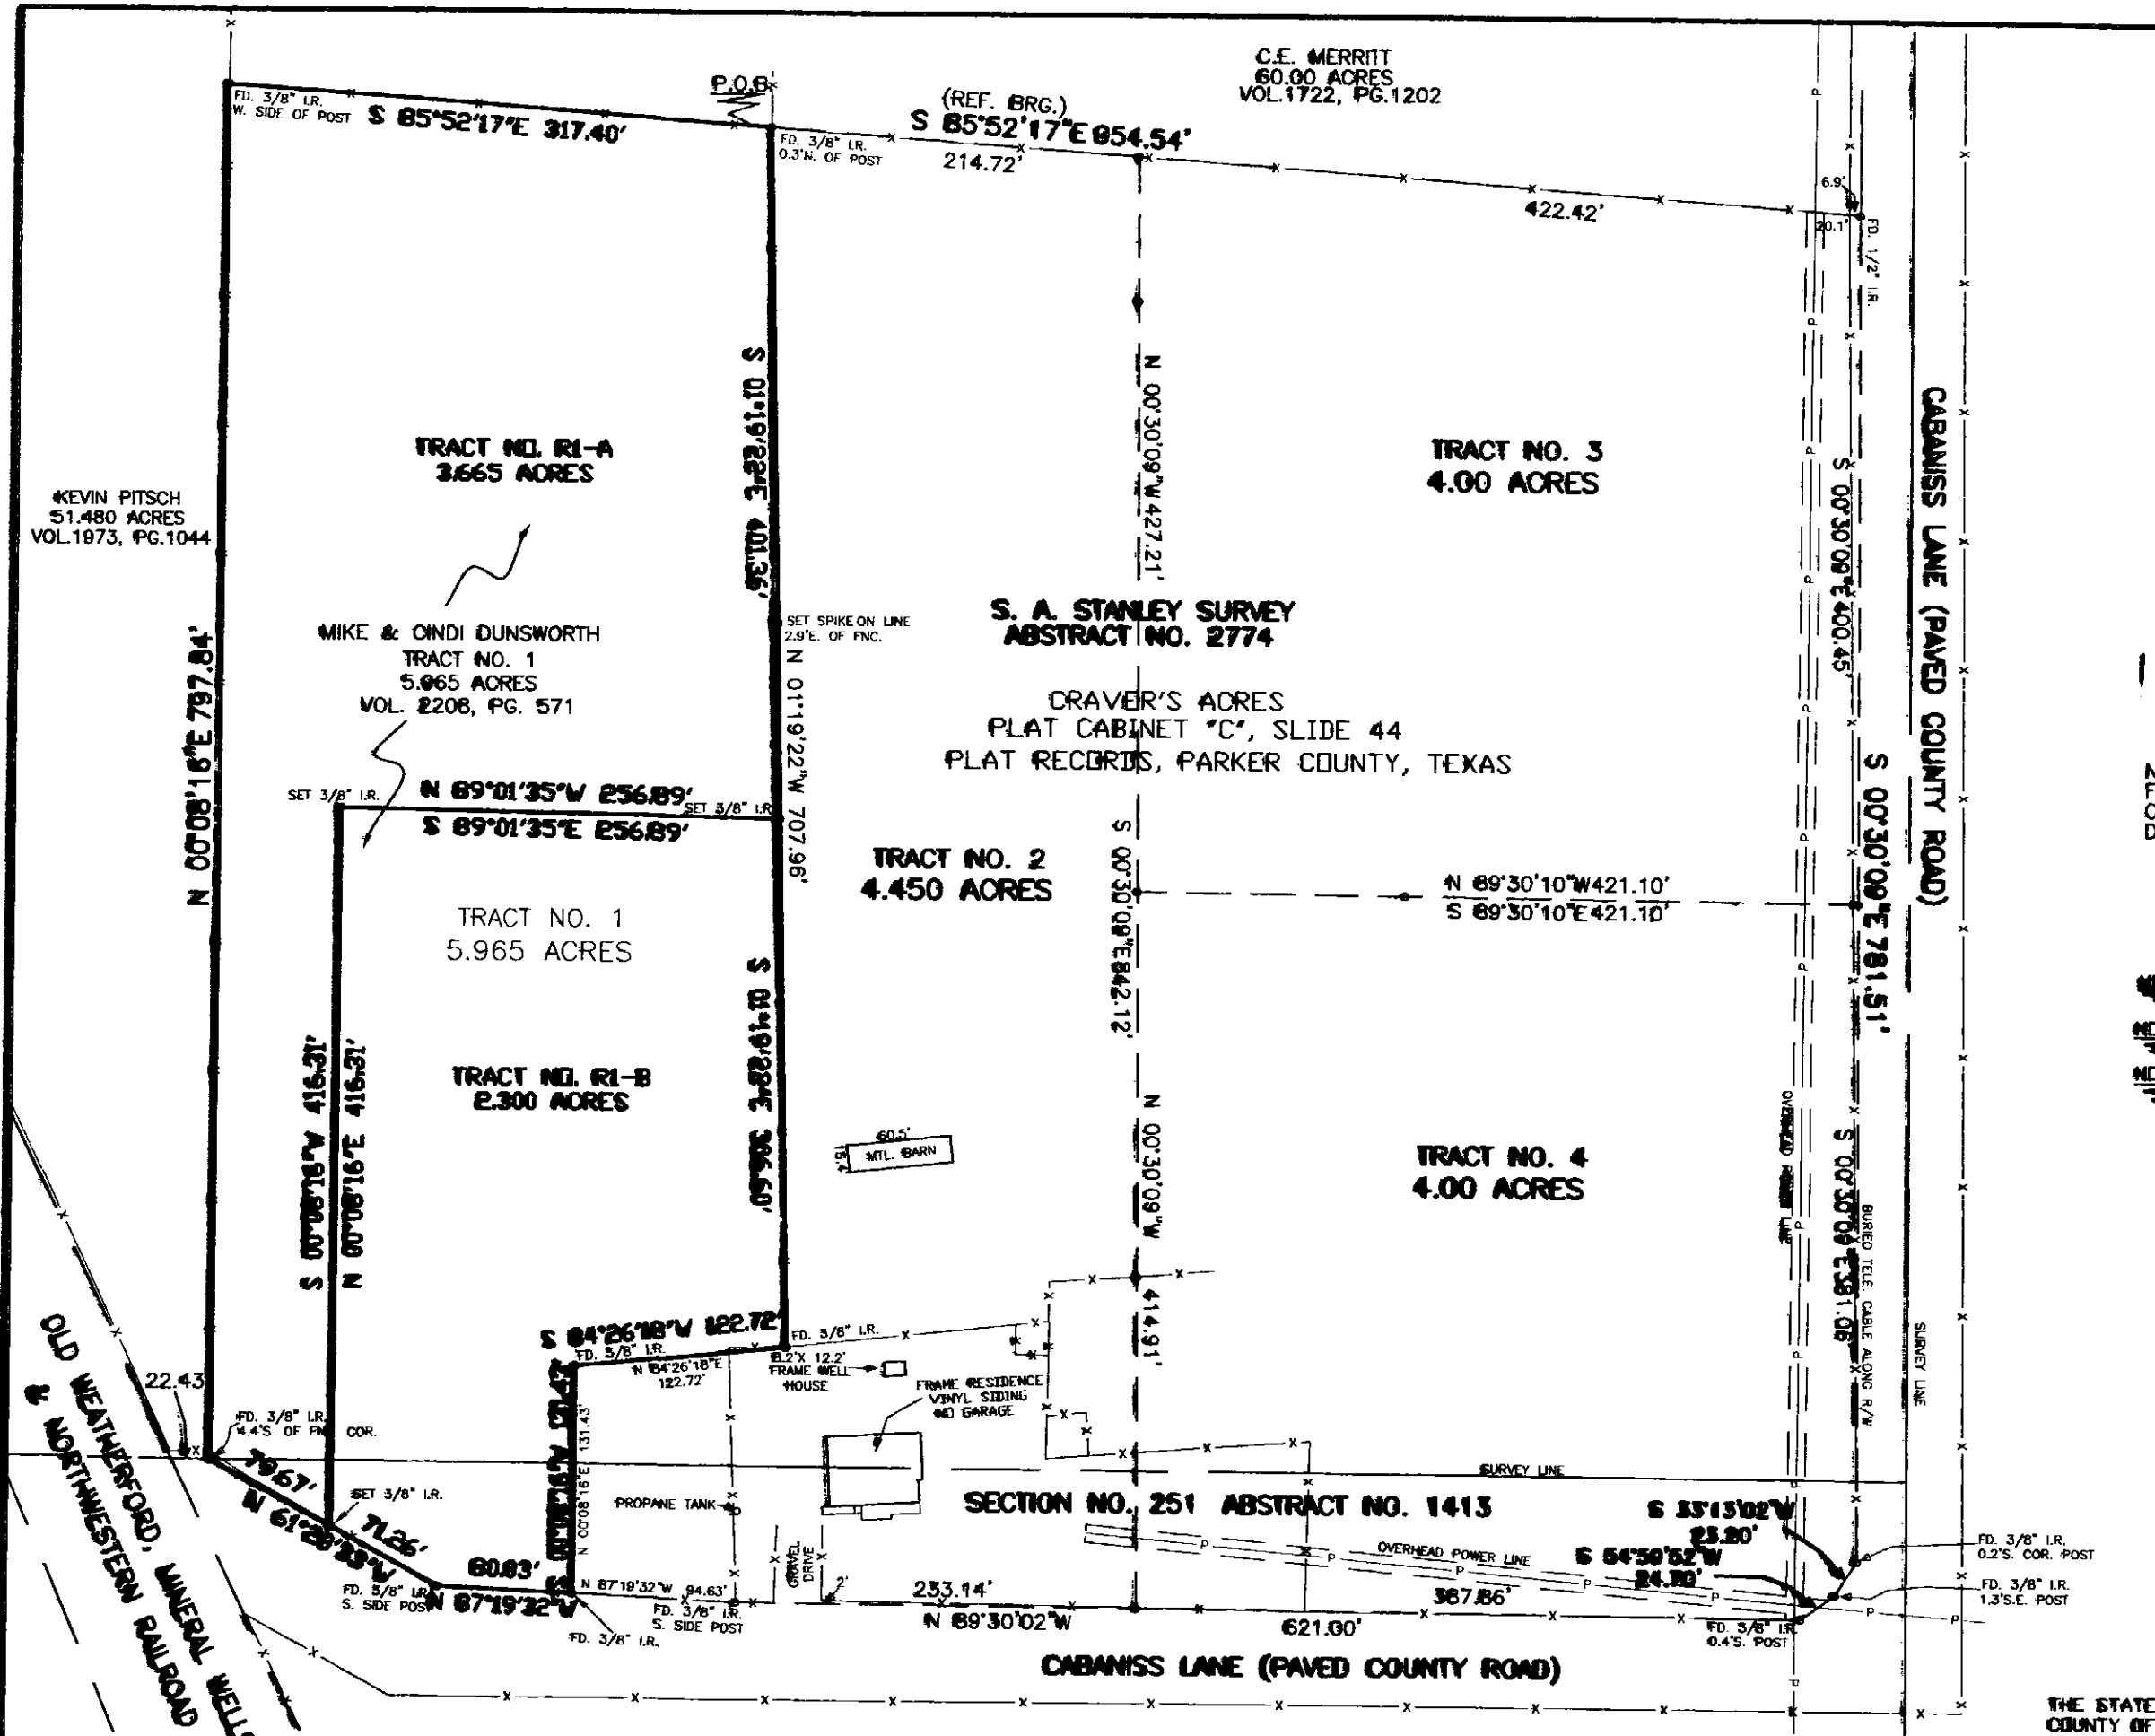 C.E. MERRITT
60.00 ACRES
VOL.1722, PG.1202
P.O.B.
(REF. BRG.)
S 85°52'17"E 954.54'
214.72'
422.42'
FD. 3/8" I.R.
W. SIDE OF POST
S 85°52'17"E 317.40'
FD. 3/8" I.R.
0.3'N. OF POST
6.9'
20.1'
FD. 1/2" I.R.
S 01°19'22"E 401.36'
N 00°30'09"W 427.21'
S 00°30'09"E 400.45'
CABANISS LANE (PAVED COUNTY ROAD)
TRACT NO. R1-A
3.665 ACRES
TRACT NO. 3
4.00 ACRES
KEVIN PITSCH
51.480 ACRES
VOL.1973, PG.1044
MIKE & CINDI DUNSWORTH
TRACT NO. 1
5.965 ACRES
VOL. 2208, PG. 571
SET SPIKE ON LINE
2.9'E. OF FNC.
N 01°19'22"W 707.96'
S. A. STANLEY SURVEY
ABSTRACT NO. 2774
CRAVER'S ACRES
PLAT CABINET "C", SLIDE 44
PLAT RECORDS, PARKER COUNTY, TEXAS
N 00°08'16"E 797.84'
SET 3/8" I.R.
N 89°01'35"W 256.89'
SET 3/8" I.R.
S 89°01'35"E 256.89'
S 00°30'09"E 781.51'
TRACT NO. 2
4.450 ACRES
S 00°30'09"E 842.12'
N 89°30'10"W 421.10'
S 89°30'10"E 421.10'
TRACT NO. 1
5.965 ACRES
S 00°08'16"W 416.31'
N 00°08'16"E 416.31'
TRACT NO. R1-B
2.300 ACRES
S 01°19'22"E 306.60'
60.5'
15.4'
MTL. BARN
N 00°30'09"W 414.91'
TRACT NO. 4
4.00 ACRES
OVERHEAD POWER LINE
S 00°30'09"E 381.06'
BURIED TELE. CABLE ALONG R/W
SURVEY LINE
S 84°26'18"W 122.72'
FD. 3/8" I.R.
FD. 3/8" I.R.
N 84°26'18"E
122.72'
8.2'X 12.2'
FRAME WELL
HOUSE
FRAME RESIDENCE
VINYL SIDING
NO GARAGE
OLD WEATHERFORD, MINERAL WELLS
& NORTHWESTERN RAILROAD
22.43'
FD. 3/8" I.R.
4.4'S. OF FNC. COR.
79.67'
N 61°28'33"W
SET 3/8" I.R.
71.26'
S 00°08'16"W 131.43'
N 00°08'16"E 131.43'
PROPANE TANK
GRAVEL
DRIVE
SURVEY LINE
SECTION NO. 251 ABSTRACT NO. 1413
S 33°13'02"W
23.20'
OVERHEAD POWER LINE
S 54°50'52"W
24.70'
FD. 3/8" I.R.
0.2'S. COR. POST
FD. 3/8" I.R.
1.3'S.E. POST
80.03'
FD. 3/8" I.R.
S. SIDE POST
N 87°19'32"W
N 87°19'32"W 94.63'
FD. 3/8" I.R.
S. SIDE POST
FD. 3/8" I.R.
2'
233.14'
N 89°30'02"W
387.86'
621.00'
FD. 3/8" I.R.
0.4'S. POST
CABANISS LANE (PAVED COUNTY ROAD)
THE STATE
COUNTY OF